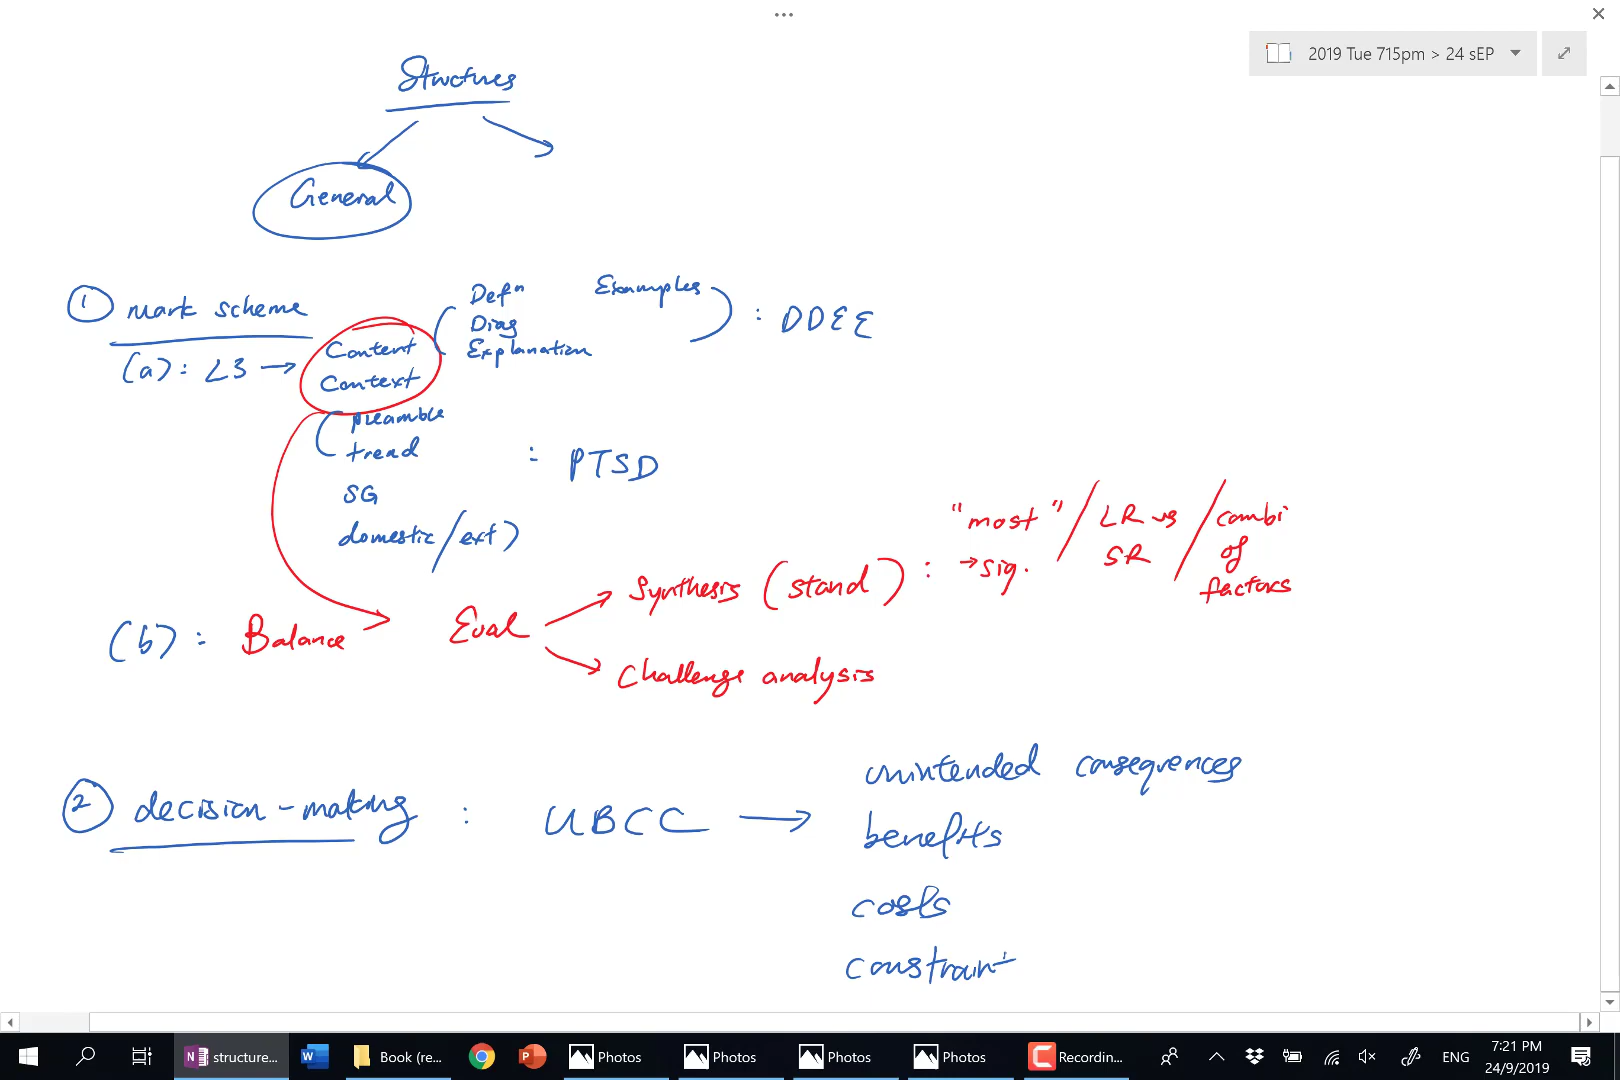 2019 Tue 715pm > 24 sEP
Structures
General
① mark scheme
Defⁿ
Examples
Diag
: DDEE
Explanation
(a) : L3 → Content
Context
preamble
trend
: PTSD
SG
domestic/ext)
(b) : Balance
Eval
Synthesis (stand) :
"most" / LR vs SR / combi of factors
→ sig.
Challenge analysis
② decision-making : UBCC →
unintended consequences
benefits
costs
constraint
structure...
Book (re...
Photos
Photos
Photos
Photos
Recordin...
ENG
7:21 PM
24/9/2019